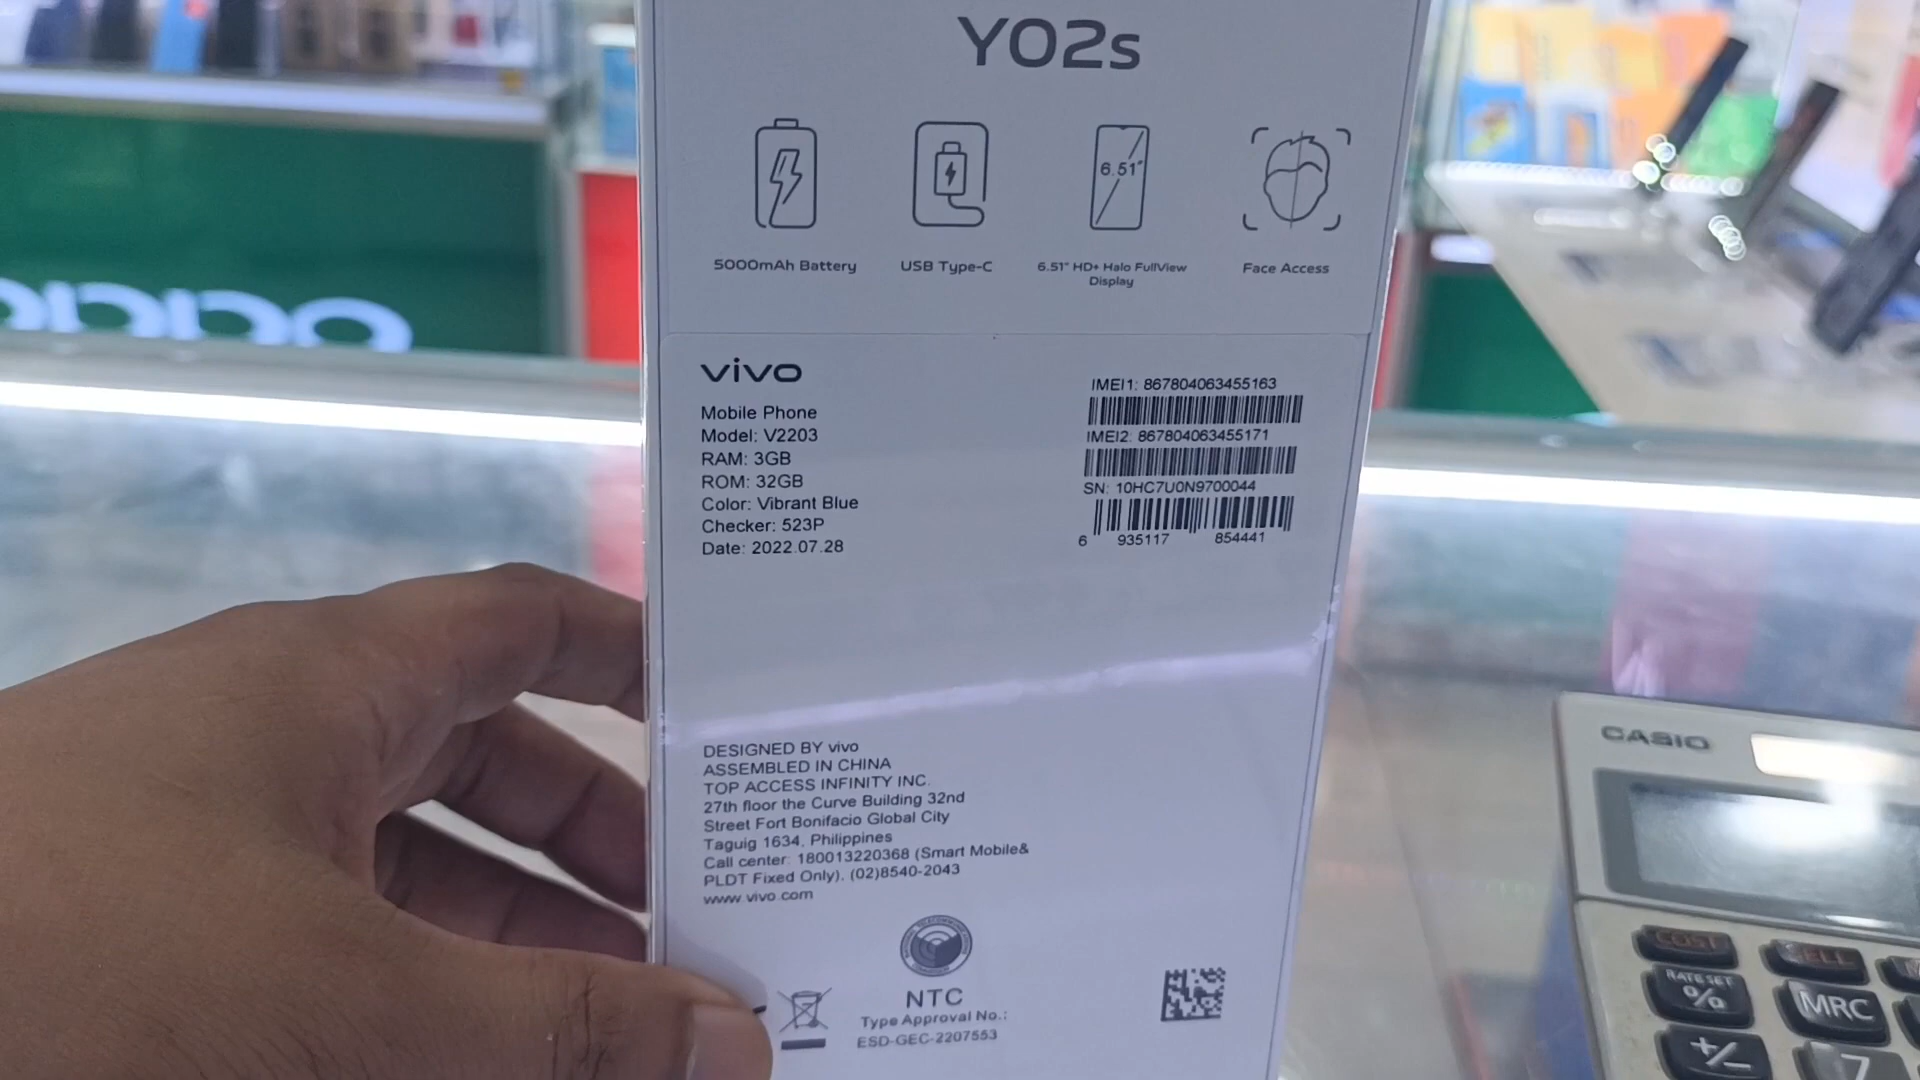 Y02s
6.51"
5000mAh Battery
USB Type-C
6.51" HD+ Halo FullView
Display
Face Access
vivo
Mobile Phone
Model: V2203
RAM: 3GB
ROM: 32GB
Color: Vibrant Blue
Checker: 523P
Date: 2022.07.28
IMEI1: 867804063455163
IMEI2: 867804063455171
SN: 10HC7U0N9700044
6 935117 854441
DESIGNED BY vivo
ASSEMBLED IN CHINA
TOP ACCESS INFINITY INC.
27th floor the Curve Building 32nd
Street Fort Bonifacio Global City
Taguig 1634, Philippines
Call center: 180013220368 (Smart Mobile&
PLDT Fixed Only), (02)8540-2043
www.vivo.com
NTC
Type Approval No.:
ESD-GEC-2207553
CASIO
COST
RATE SET
%
MRC
+/-
7